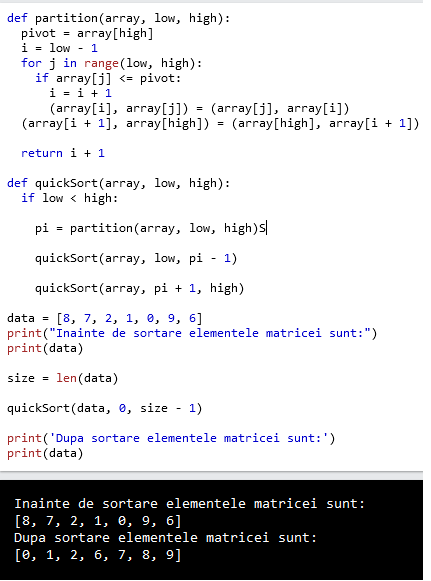 def partition(array, low, high):
pivot = array[high]
i = low - 1
for j in range(low, high):
if array[j] <= pivot:
i = i + 1
(array[i], array[j]) = (array[j], array[i])
(array[i + 1], array[high]) = (array[high], array[i + 1])
return i + 1
def quickSort(array, low, high):
if low < high:
pi = partition(array, low, high)S
quickSort(array, low, pi - 1)
quickSort(array, pi + 1, high)
data = [8, 7, 2, 1, 0, 9, 6]
print("Inainte de sortare elementele matricei sunt:")
print(data)
size = len(data)
quickSort(data, 0, size - 1)
print('Dupa sortare elementele matricei sunt:')
print(data)
Inainte de sortare elementele matricei sunt:
[8, 7, 2, 1, 0, 9, 6]
Dupa sortare elementele matricei sunt:
[0, 1, 2, 6, 7, 8, 9]